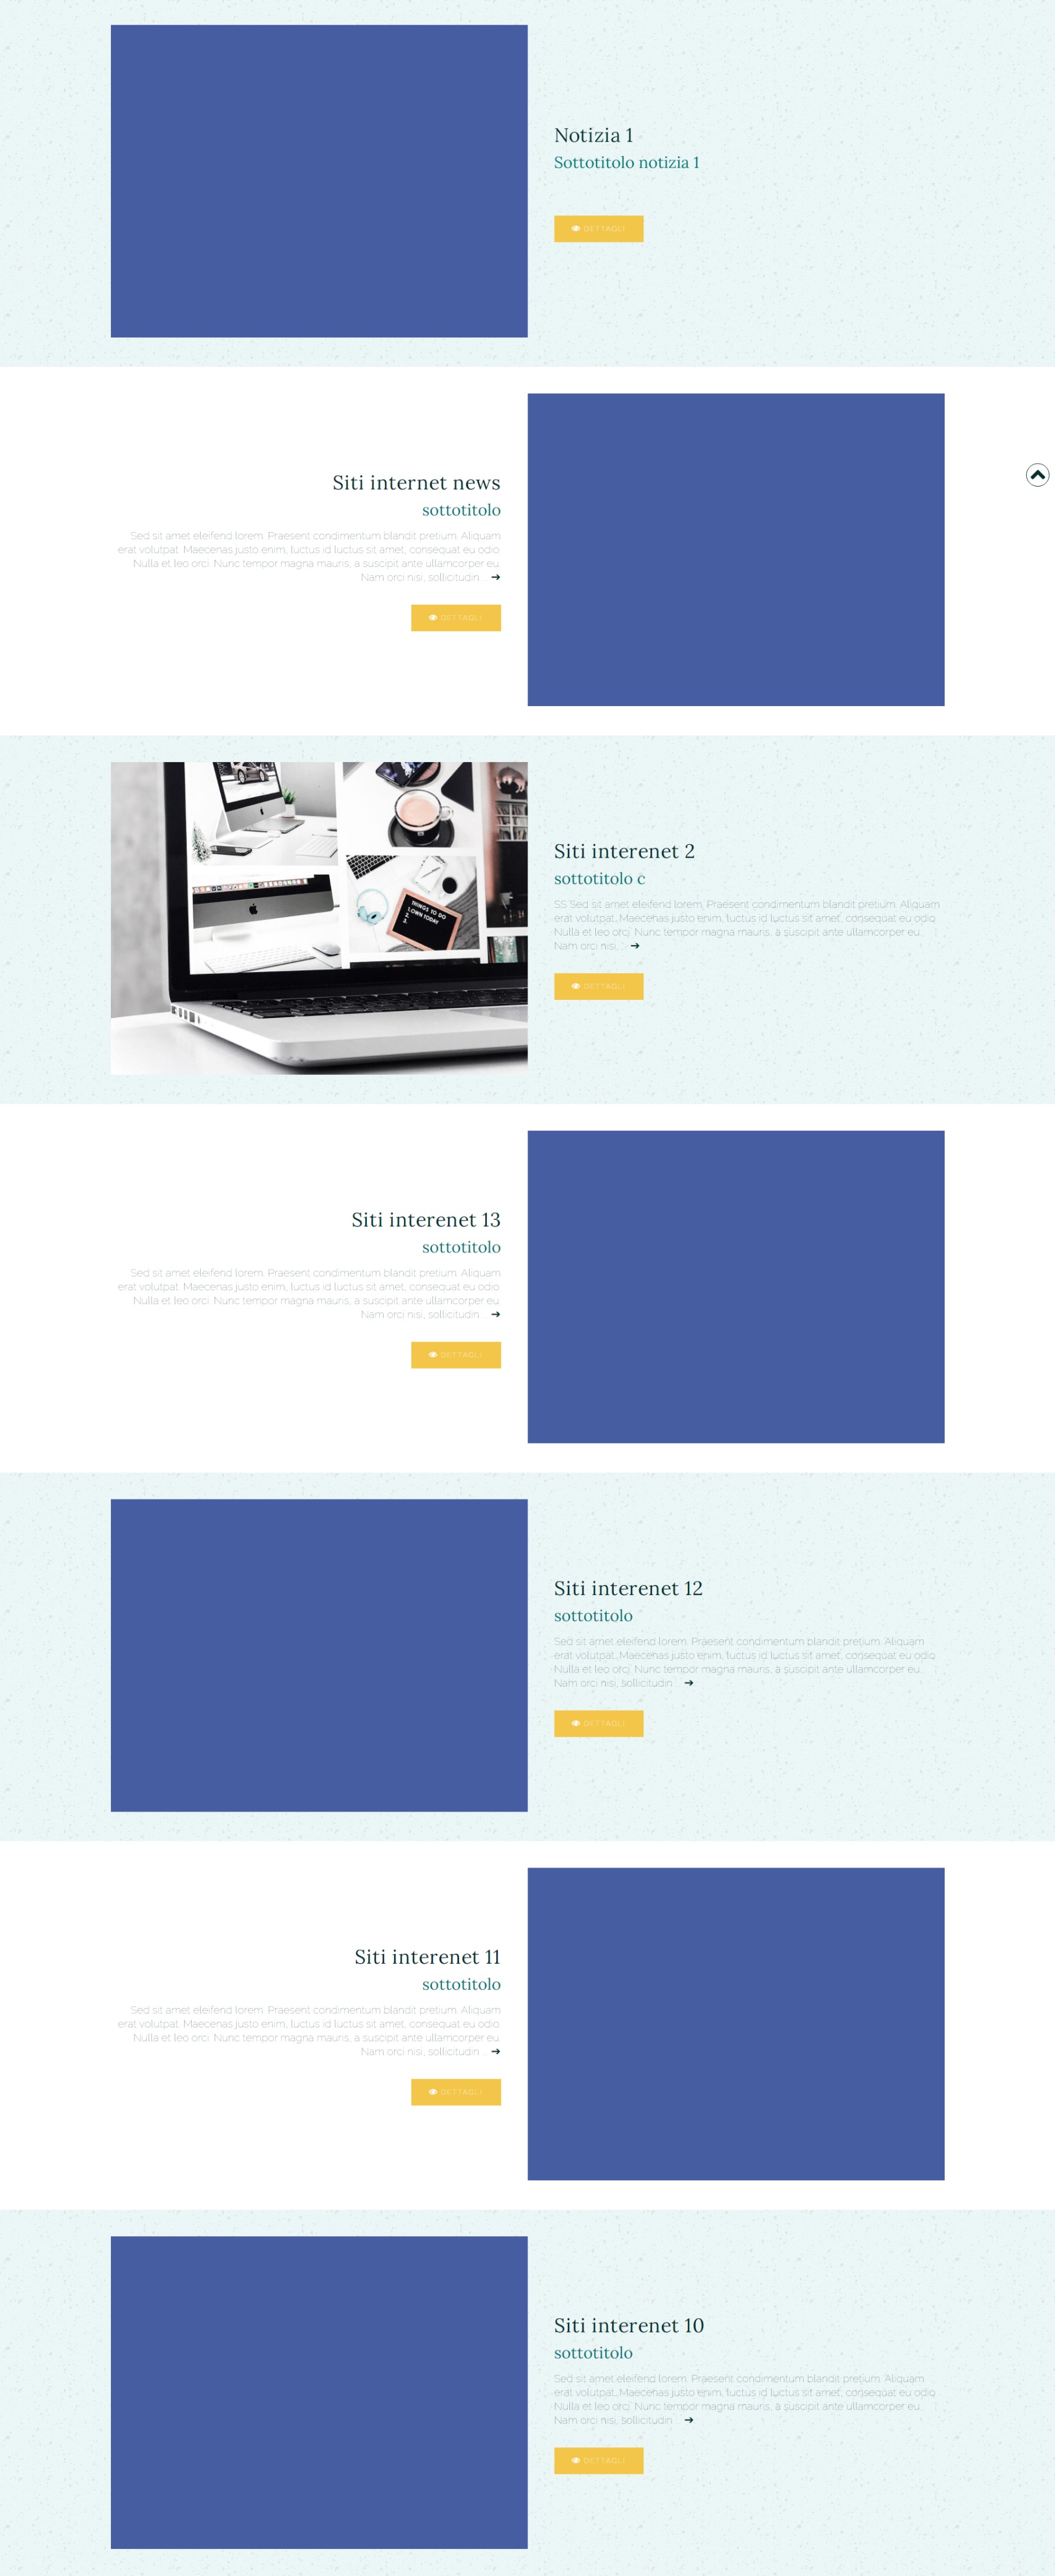 Notizia 1
Sottotitolo notizia 1
DETTAGLI
Siti internet news
sottotitolo
Sed sit amet eleifend lorem. Praesent condimentum blandit pretium. Aliquam
erat volutpat. Maecenas justo enim, luctus id luctus sit amet, consequat eu odio.
Nulla et leo orci. Nunc tempor magna mauris, a suscipit ante ullamcorper eu.
Nam orci nisi, sollicitudin ... ➔
DETTAGLI
THINGS TO DO
1.OWN TODAY
2.
3.
Siti interenet 2
sottotitolo c
SS Sed sit amet eleifend lorem. Praesent condimentum blandit pretium. Aliquam
erat volutpat. Maecenas justo enim, luctus id luctus sit amet, consequat eu odio.
Nulla et leo orci. Nunc tempor magna mauris, a suscipit ante ullamcorper eu.
Nam orci nisi, ... ➔
DETTAGLI
Siti interenet 13
sottotitolo
Sed sit amet eleifend lorem. Praesent condimentum blandit pretium. Aliquam
erat volutpat. Maecenas justo enim, luctus id luctus sit amet, consequat eu odio.
Nulla et leo orci. Nunc tempor magna mauris, a suscipit ante ullamcorper eu.
Nam orci nisi, sollicitudin ... ➔
DETTAGLI
Siti interenet 12
sottotitolo
Sed sit amet eleifend lorem. Praesent condimentum blandit pretium. Aliquam
erat volutpat. Maecenas justo enim, luctus id luctus sit amet, consequat eu odio.
Nulla et leo orci. Nunc tempor magna mauris, a suscipit ante ullamcorper eu.
Nam orci nisi, sollicitudin ... ➔
DETTAGLI
Siti interenet 11
sottotitolo
Sed sit amet eleifend lorem. Praesent condimentum blandit pretium. Aliquam
erat volutpat. Maecenas justo enim, luctus id luctus sit amet, consequat eu odio.
Nulla et leo orci. Nunc tempor magna mauris, a suscipit ante ullamcorper eu.
Nam orci nisi, sollicitudin ... ➔
DETTAGLI
Siti interenet 10
sottotitolo
Sed sit amet eleifend lorem. Praesent condimentum blandit pretium. Aliquam
erat volutpat. Maecenas justo enim, luctus id luctus sit amet, consequat eu odio.
Nulla et leo orci. Nunc tempor magna mauris, a suscipit ante ullamcorper eu.
Nam orci nisi, sollicitudin ... ➔
DETTAGLI